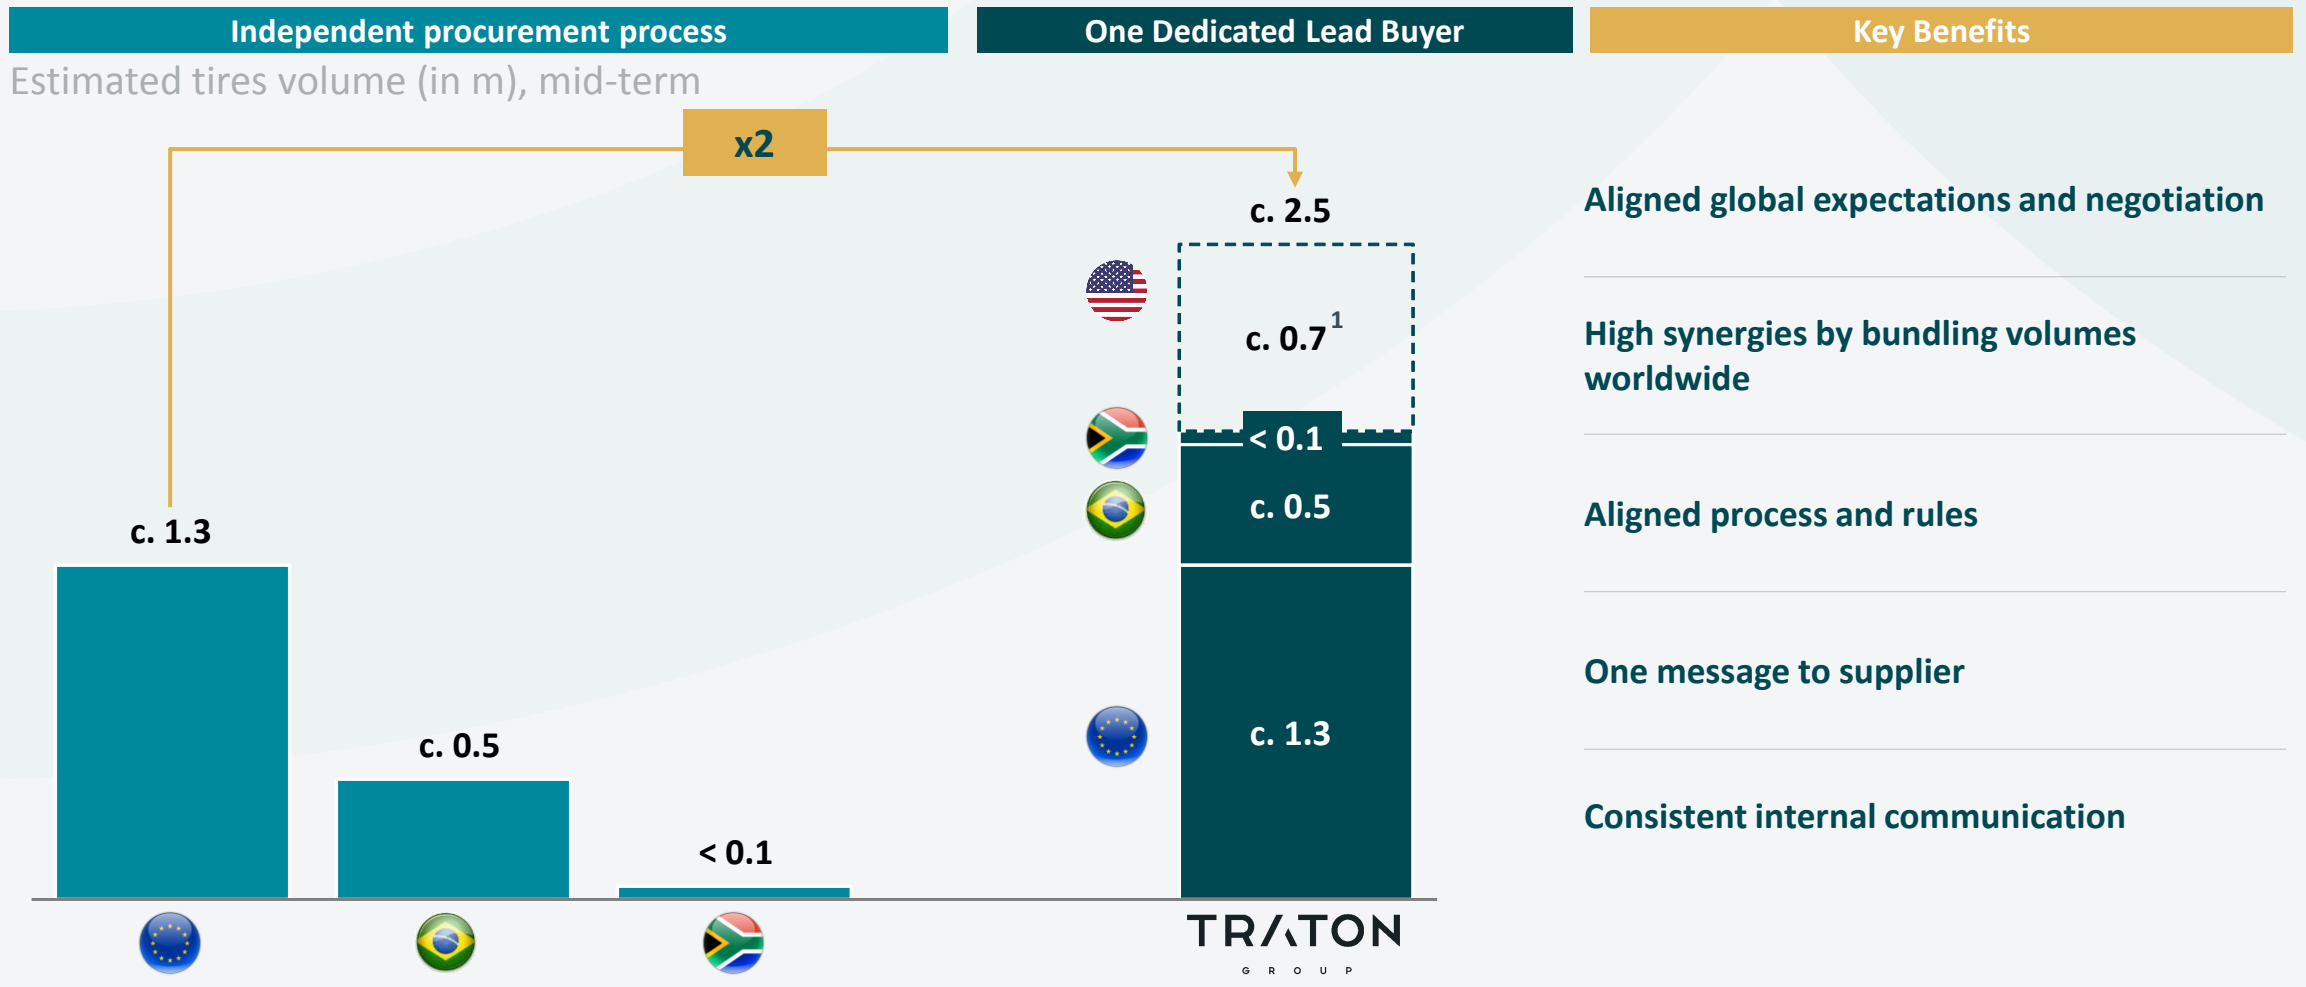 Independent procurement process
One Dedicated Lead Buyer
Key Benefits
Estimated tires volume (in m), mid-term
x2
c. 2.5
c. 0.7 1
< 0.1
c. 0.5
c. 1.3
c. 1.3
c. 0.5
< 0.1
TRATON
GROUP
Aligned global expectations and negotiation
High synergies by bundling volumes
worldwide
Aligned process and rules
One message to supplier
Consistent internal communication